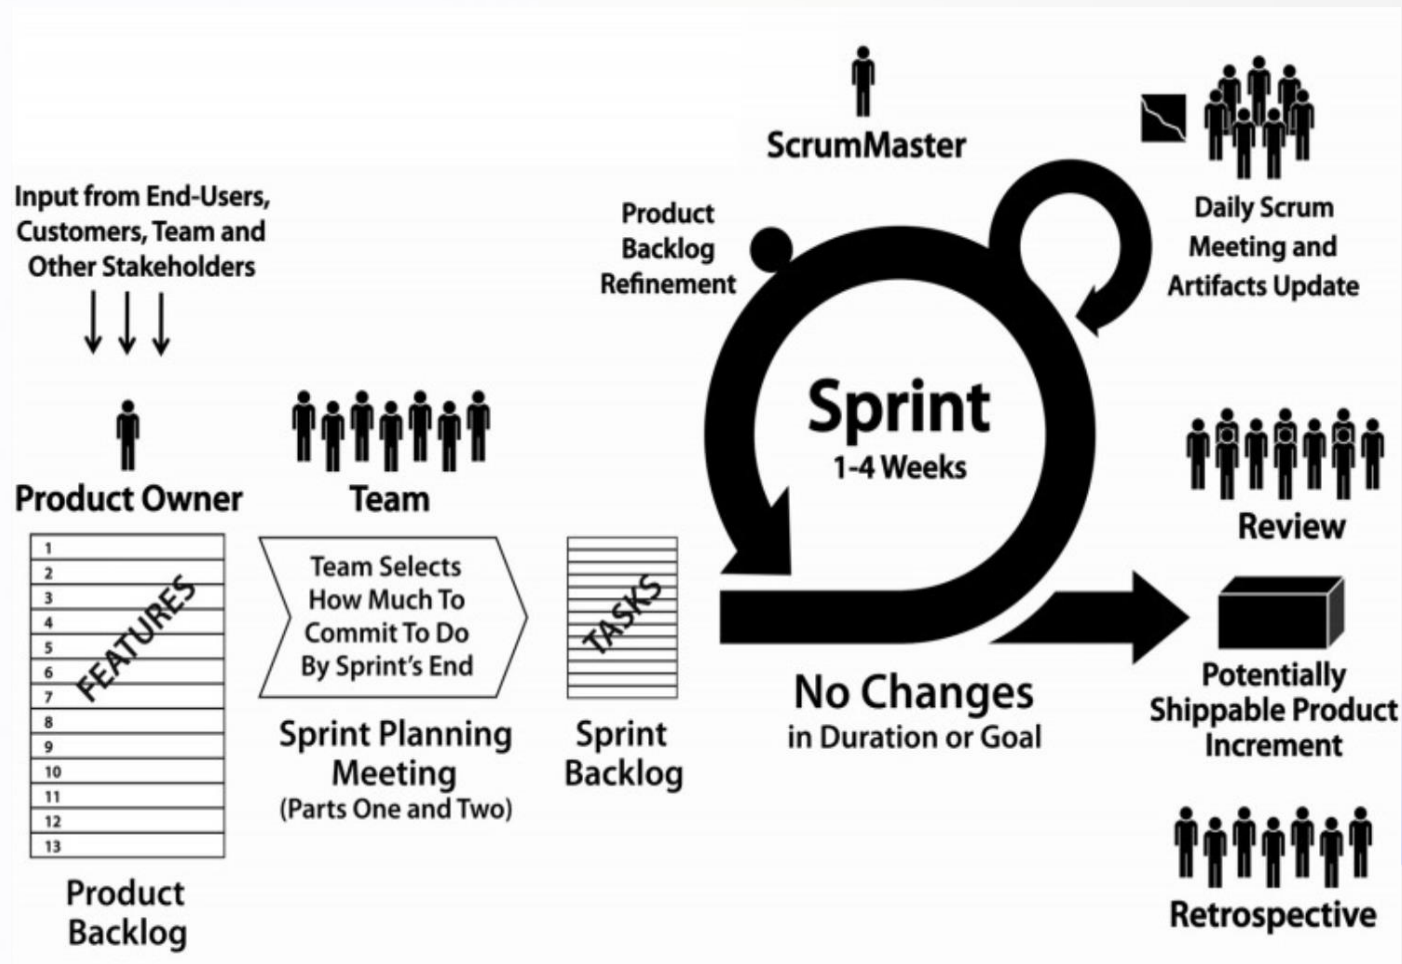 ScrumMaster
Input from End-Users,
Customers, Team and
Other Stakeholders
Product
Backlog
Refinement
Daily Scrum
Meeting and
Artifacts Update
Sprint
1-4 Weeks
Product Owner
Team
Review
1
2
3
4
5
6
7
8
9
10
11
12
13
FEATURES
Team Selects
How Much To
Commit To Do
By Sprint's End
TASKS
Sprint Planning
Meeting
(Parts One and Two)
Sprint
Backlog
No Changes
in Duration or Goal
Potentially
Shippable Product
Increment
Product
Backlog
Retrospective